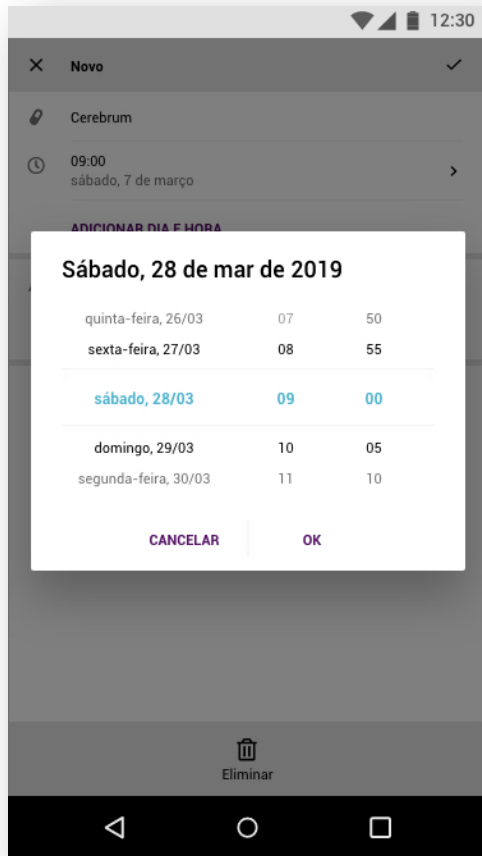 12:30
Novo
Cerebrum
09:00
sábado, 7 de março
ADICIONAR DIA E HORA
Sábado, 28 de mar de 2019
quinta-feira, 26/03 07 50
sexta-feira, 27/03 08 55
sábado, 28/03 09 00
domingo, 29/03 10 05
segunda-feira, 30/03 11 10
CANCELAR OK
Eliminar